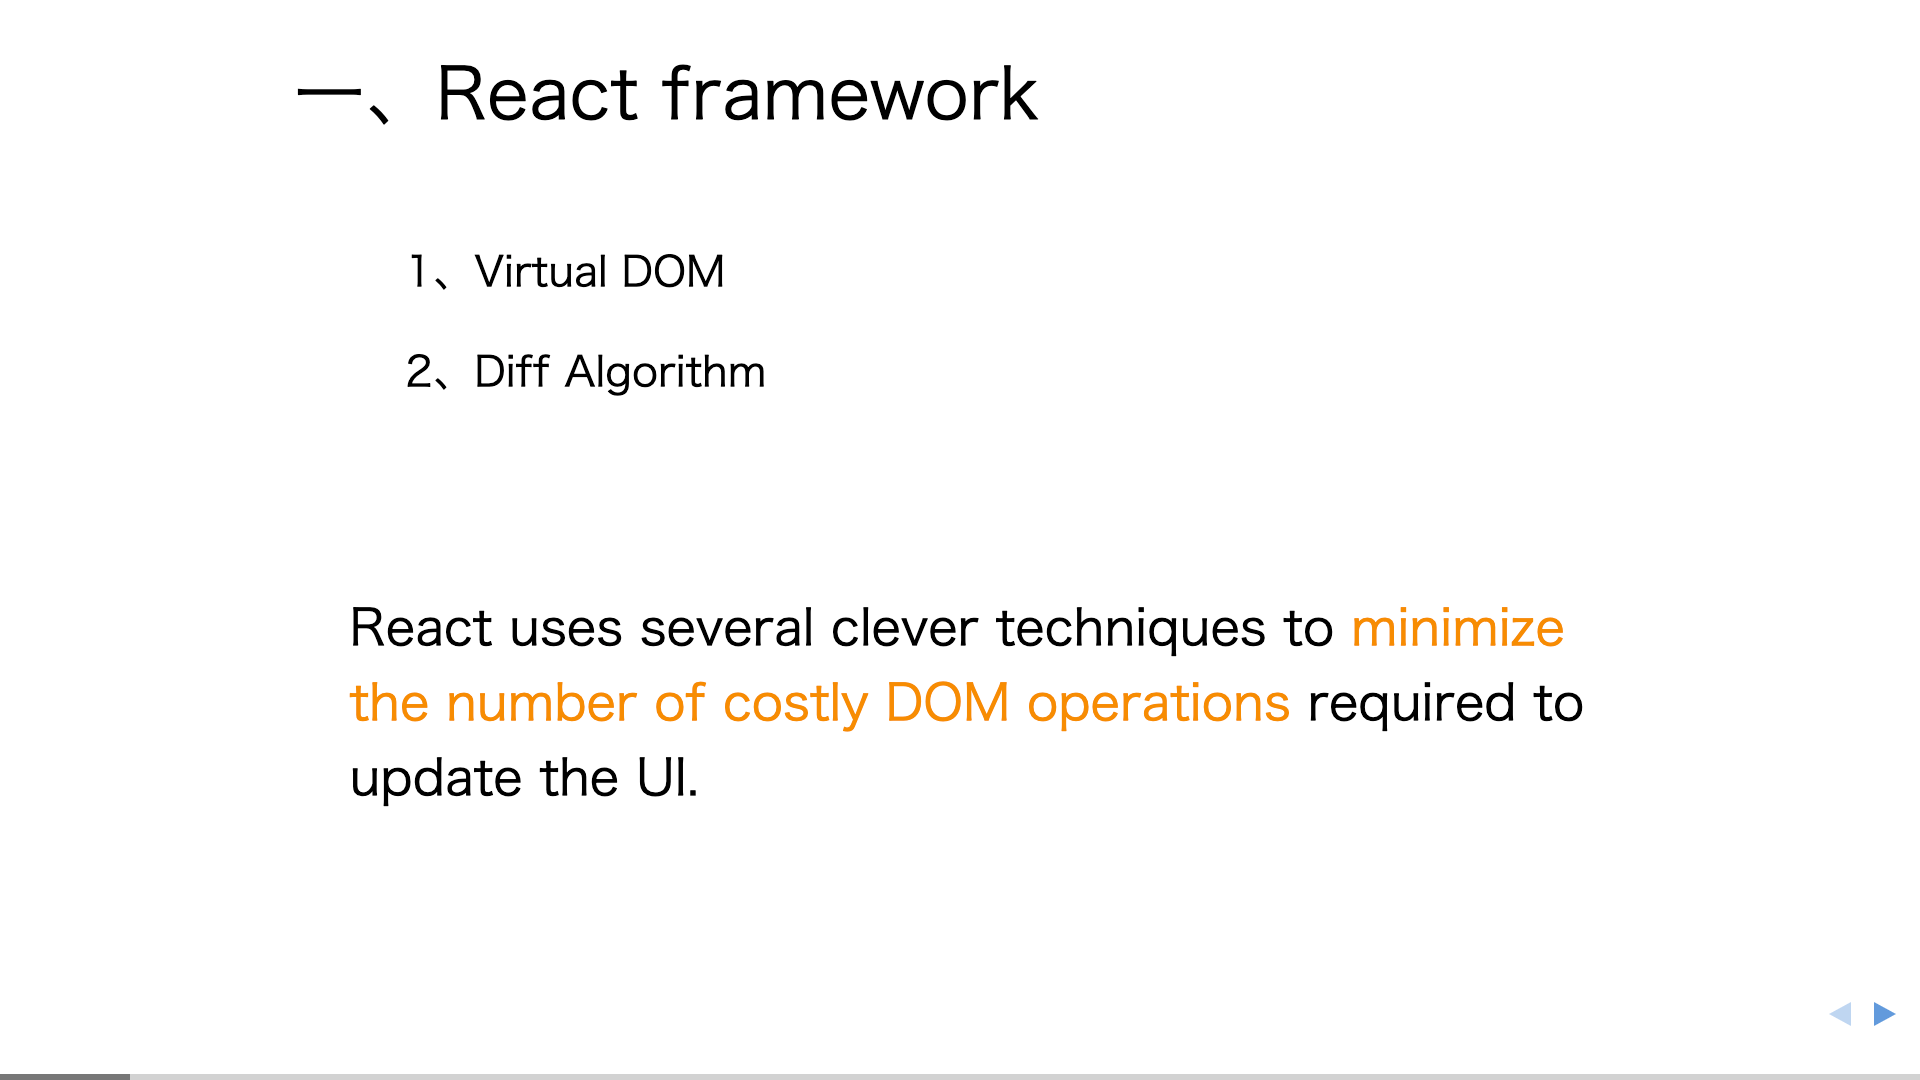 一、React framework
1、Virtual DOM
2、Diff Algorithm
React uses several clever techniques to minimize
the number of costly DOM operations required to
update the UI.